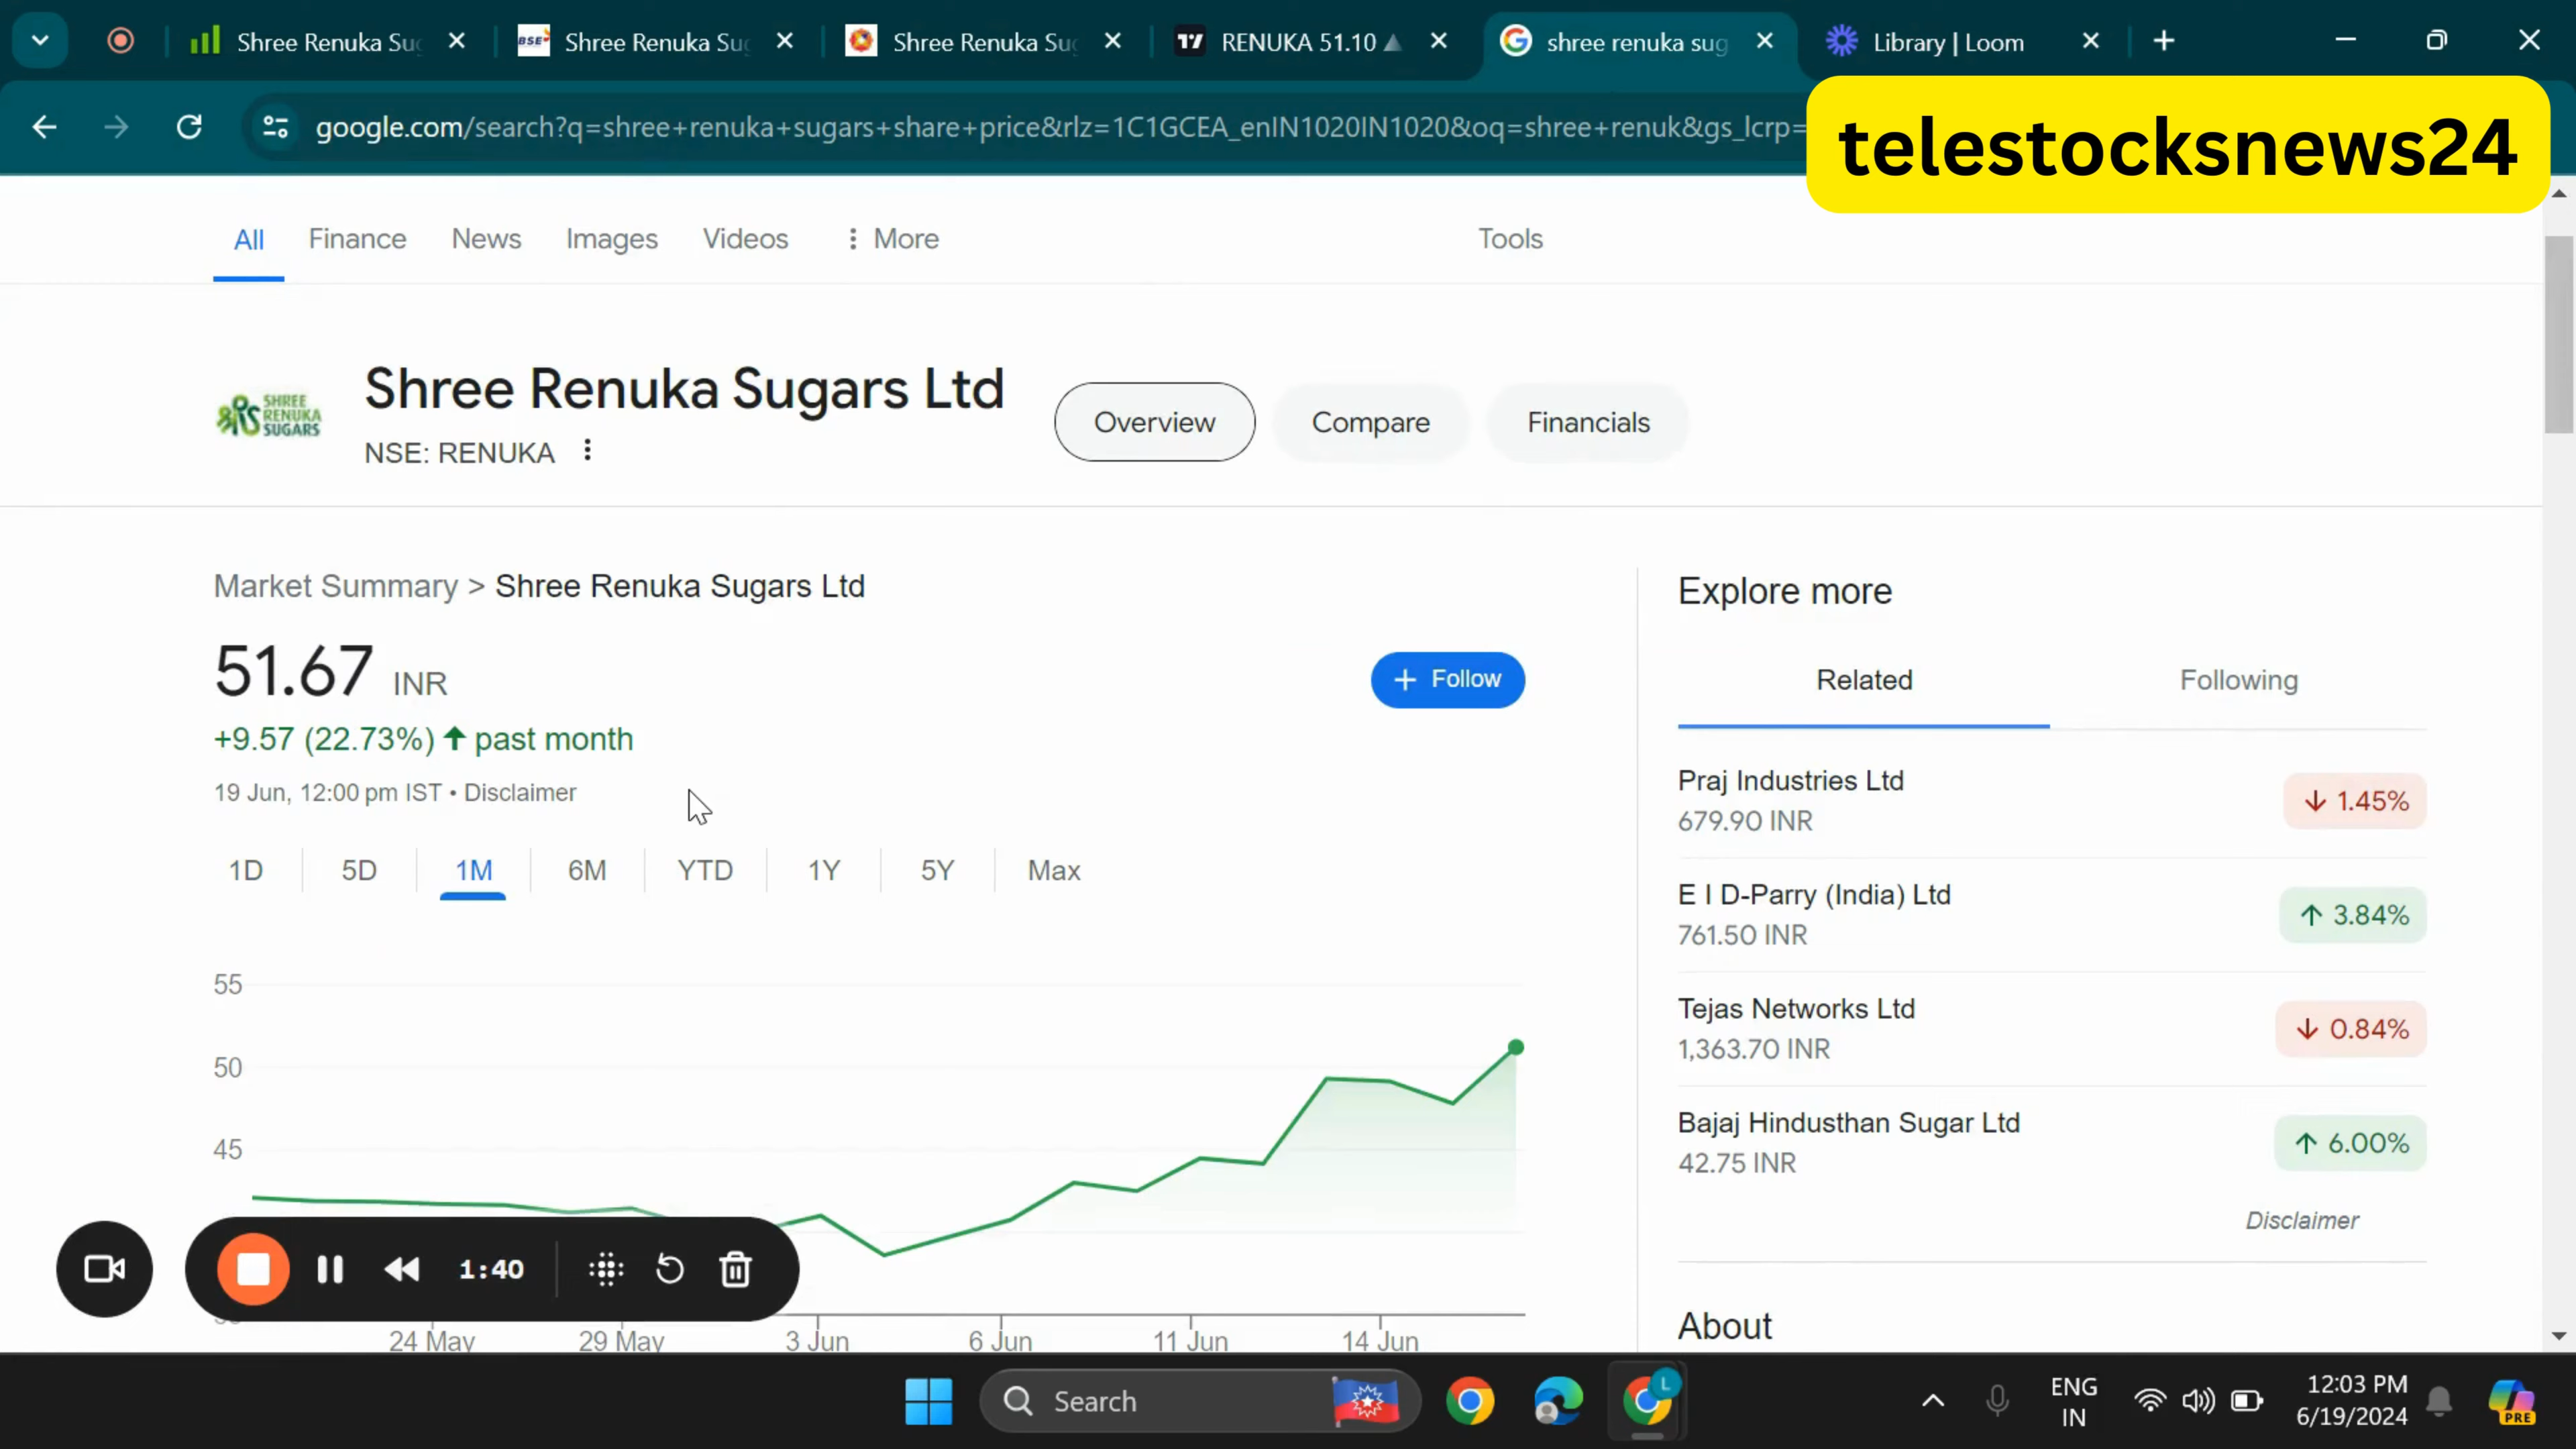 Shree Renuka Su
Shree Renuka Su
Shree Renuka Su
RENUKA 51.10
shree renuka sug
Library | Loom
google.com/search?q=shree+renuka+sugars+share+price&rlz=1C1GCEA_enIN1020IN1020&oq=shree+renuk&gs_lcrp=
telestocksnews24
All
Finance
News
Images
Videos
More
Tools
SHREE
RENUKA
SUGARS
Shree Renuka Sugars Ltd
NSE: RENUKA
Overview
Compare
Financials
Market Summary > Shree Renuka Sugars Ltd
51.67 INR
+9.57 (22.73%) ↑ past month
19 Jun, 12:00 pm IST • Disclaimer
+ Follow
1D
5D
1M
6M
YTD
1Y
5Y
Max
55
50
45
24 May
29 May
3 Jun
6 Jun
11 Jun
14 Jun
Explore more
Related
Following
Praj Industries Ltd
679.90 INR
↓ 1.45%
E I D-Parry (India) Ltd
761.50 INR
↑ 3.84%
Tejas Networks Ltd
1,363.70 INR
↓ 0.84%
Bajaj Hindusthan Sugar Ltd
42.75 INR
↑ 6.00%
Disclaimer
About
1:40
Search
L
ENG
IN
12:03 PM
6/19/2024
PRE